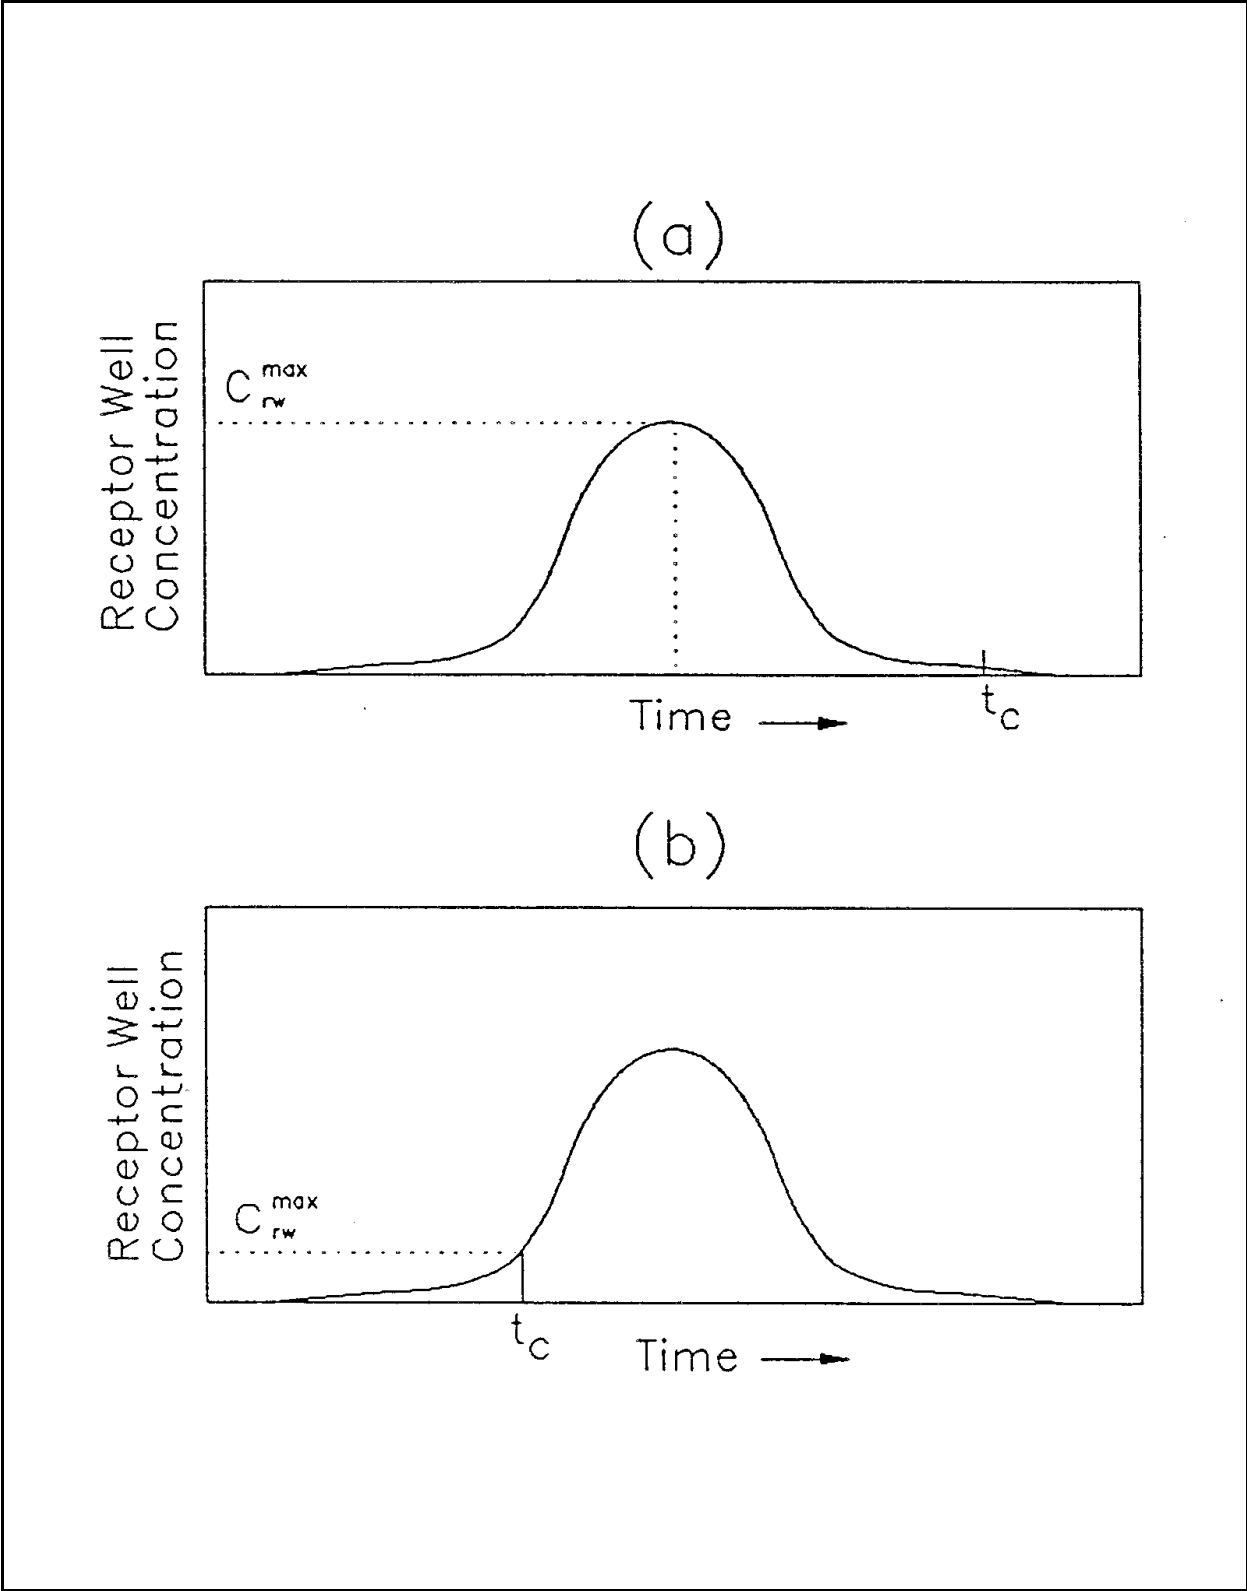 (a)
Receptor Well
Concentration
C rw max
t c
Time
(b)
Receptor Well
Concentration
C rw max
t c
Time